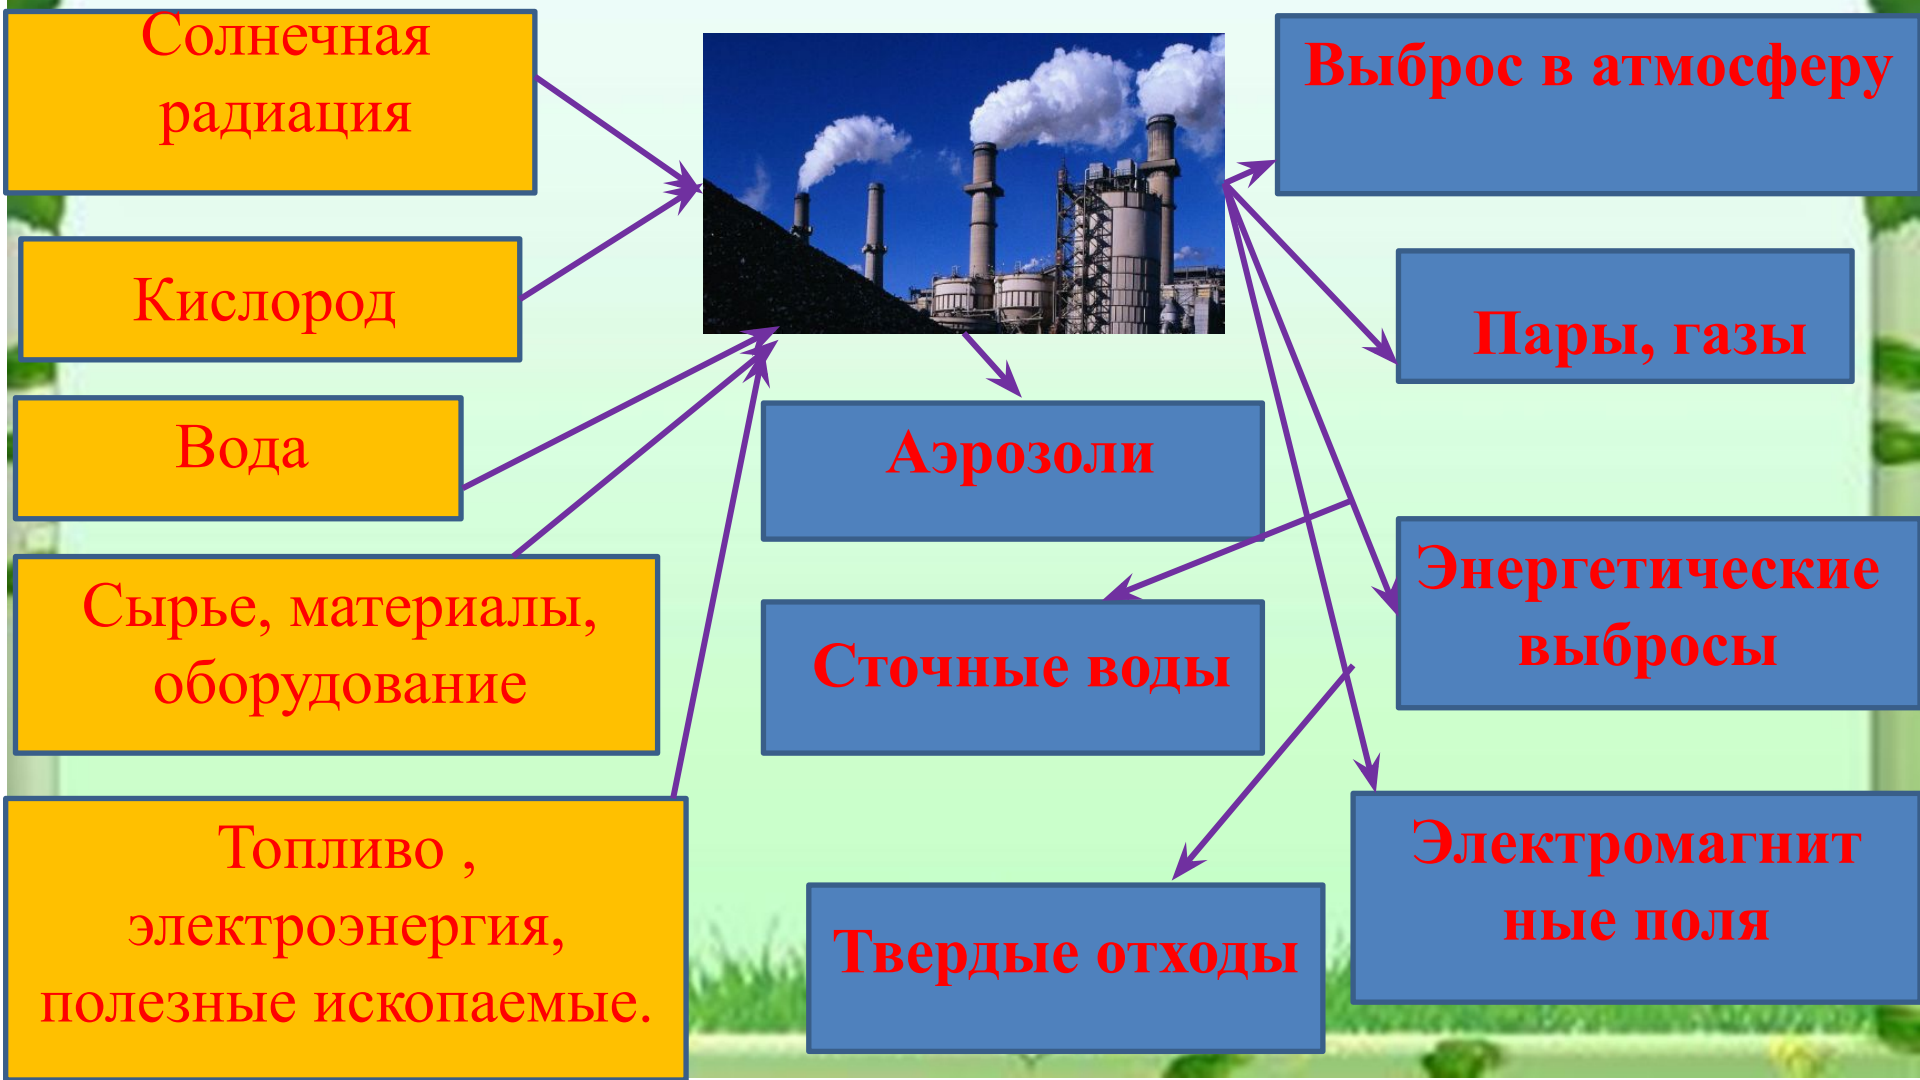 Солнечная
радиация
Кислород
Вода
Сырье, материалы,
оборудование
Топливо ,
электроэнергия,
полезные ископаемые.
Аэрозоли
Сточные воды
Твердые отходы
Выброс в атмосферу
Пары, газы
Энергетические
выбросы
Электромагнит
ные поля